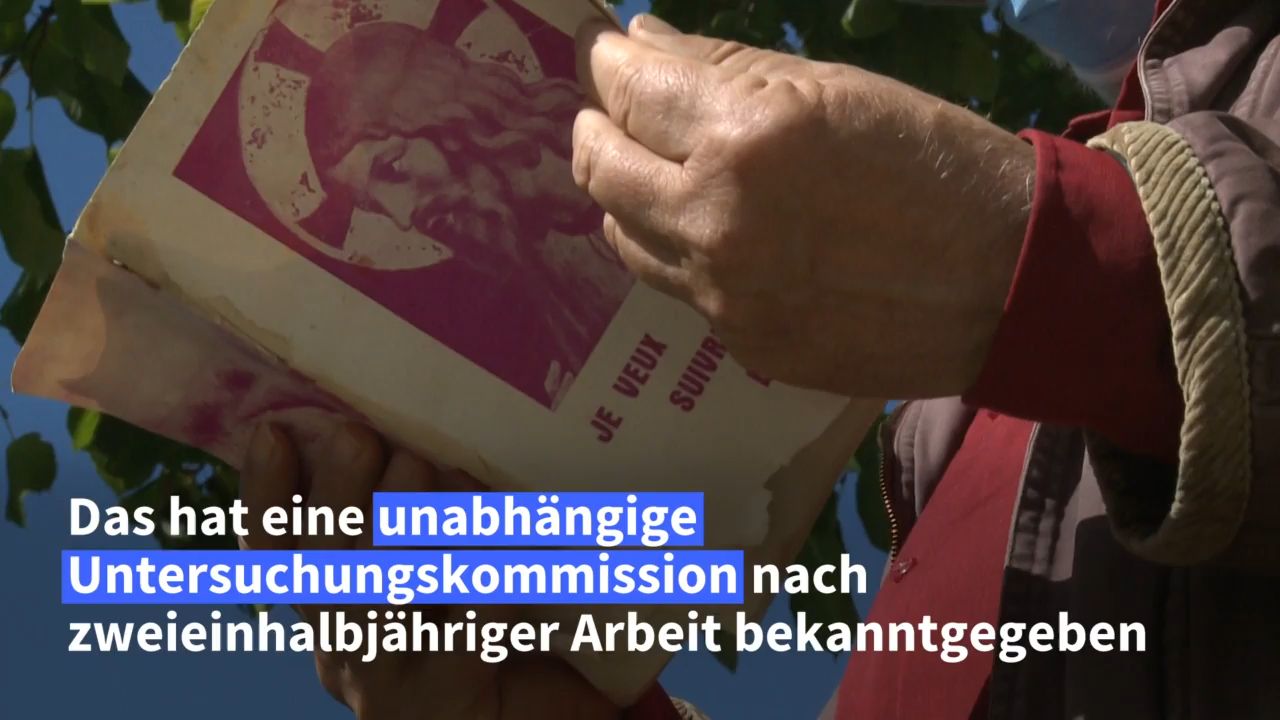 JE VEUX
SUIVR
Das hat eine unabhängige
Untersuchungskommission nach
zweieinhalbjähriger Arbeit bekanntgegeben